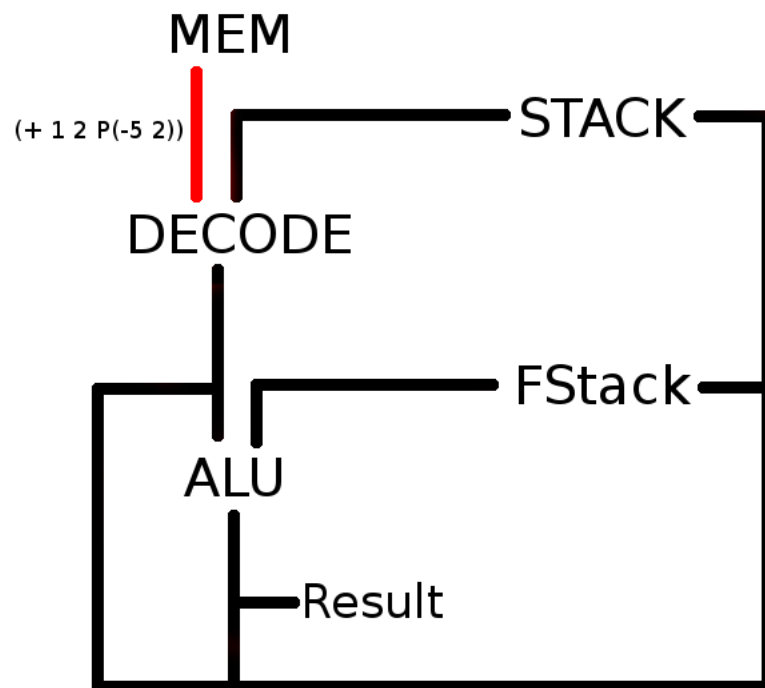 MEM
STACK
(+ 1 2 P(-5 2))
DECODE
FStack
ALU
Result